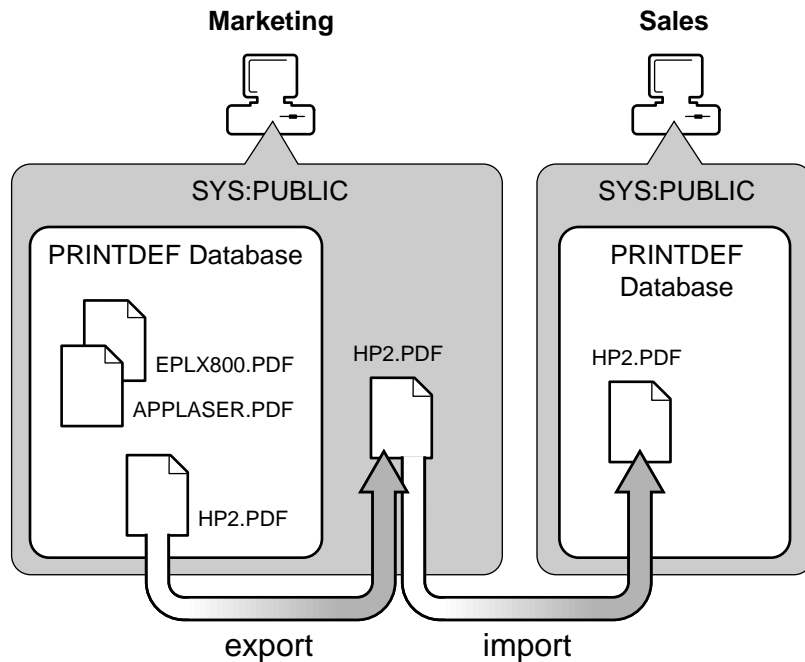 Marketing
Sales
SYS:PUBLIC
SYS:PUBLIC
PRINTDEF Database
PRINTDEF
Database
EPLX800.PDF
APPLASER.PDF
HP2.PDF
HP2.PDF
HP2.PDF
export
import